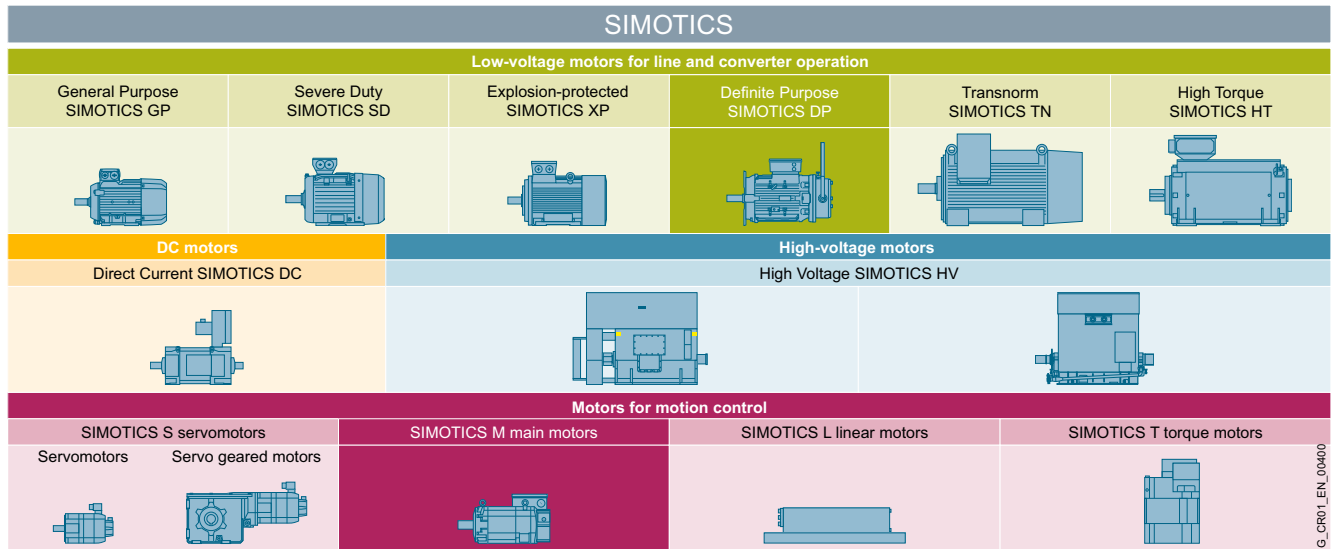 SIMOTICS
Low-voltage motors for line and converter operation
General Purpose
SIMOTICS GP
Severe Duty
SIMOTICS SD
Explosion-protected
SIMOTICS XP
Definite Purpose
SIMOTICS DP
Transnorm
SIMOTICS TN
High Torque
SIMOTICS HT
DC motors
High-voltage motors
Direct Current SIMOTICS DC
High Voltage SIMOTICS HV
Motors for motion control
SIMOTICS S servomotors
SIMOTICS M main motors
SIMOTICS L linear motors
SIMOTICS T torque motors
Servomotors
Servo geared motors
G_CR01_EN_00400